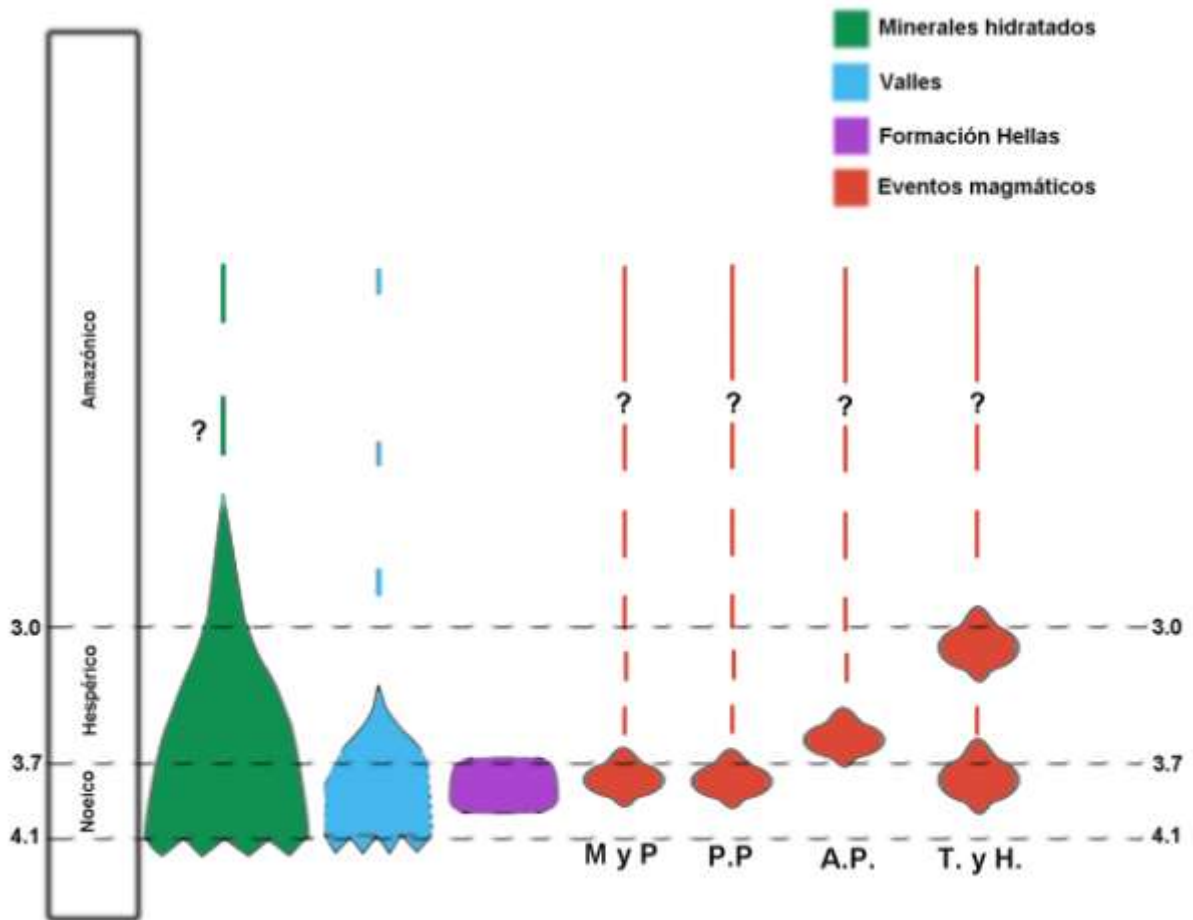 Minerales hidratados
Valles
Formación Hellas
Eventos magmáticos
Amazónico
?
?
?
?
?
3.0
3.0
Hespérico
3.7
3.7
Noeico
4.1
4.1
M y P
P.P
A.P.
T. y H.